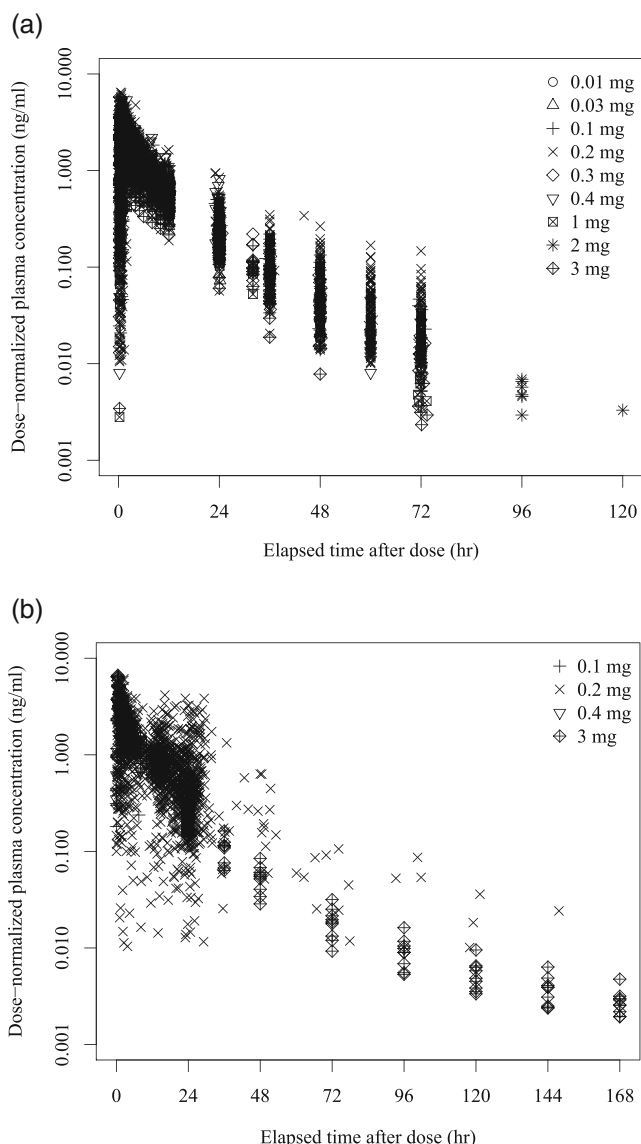 (a)
Dose−normalized plasma concentration (ng/ml)
10.000
1.000
0.100
0.010
0.001
0.01 mg
0.03 mg
0.1 mg
0.2 mg
0.3 mg
0.4 mg
1 mg
2 mg
3 mg
0 24 48 72 96 120
Elapsed time after dose (hr)
(b)
Dose−normalized plasma concentration (ng/ml)
10.000
1.000
0.100
0.010
0.001
0.1 mg
0.2 mg
0.4 mg
3 mg
0 24 48 72 96 120 144 168
Elapsed time after dose (hr)